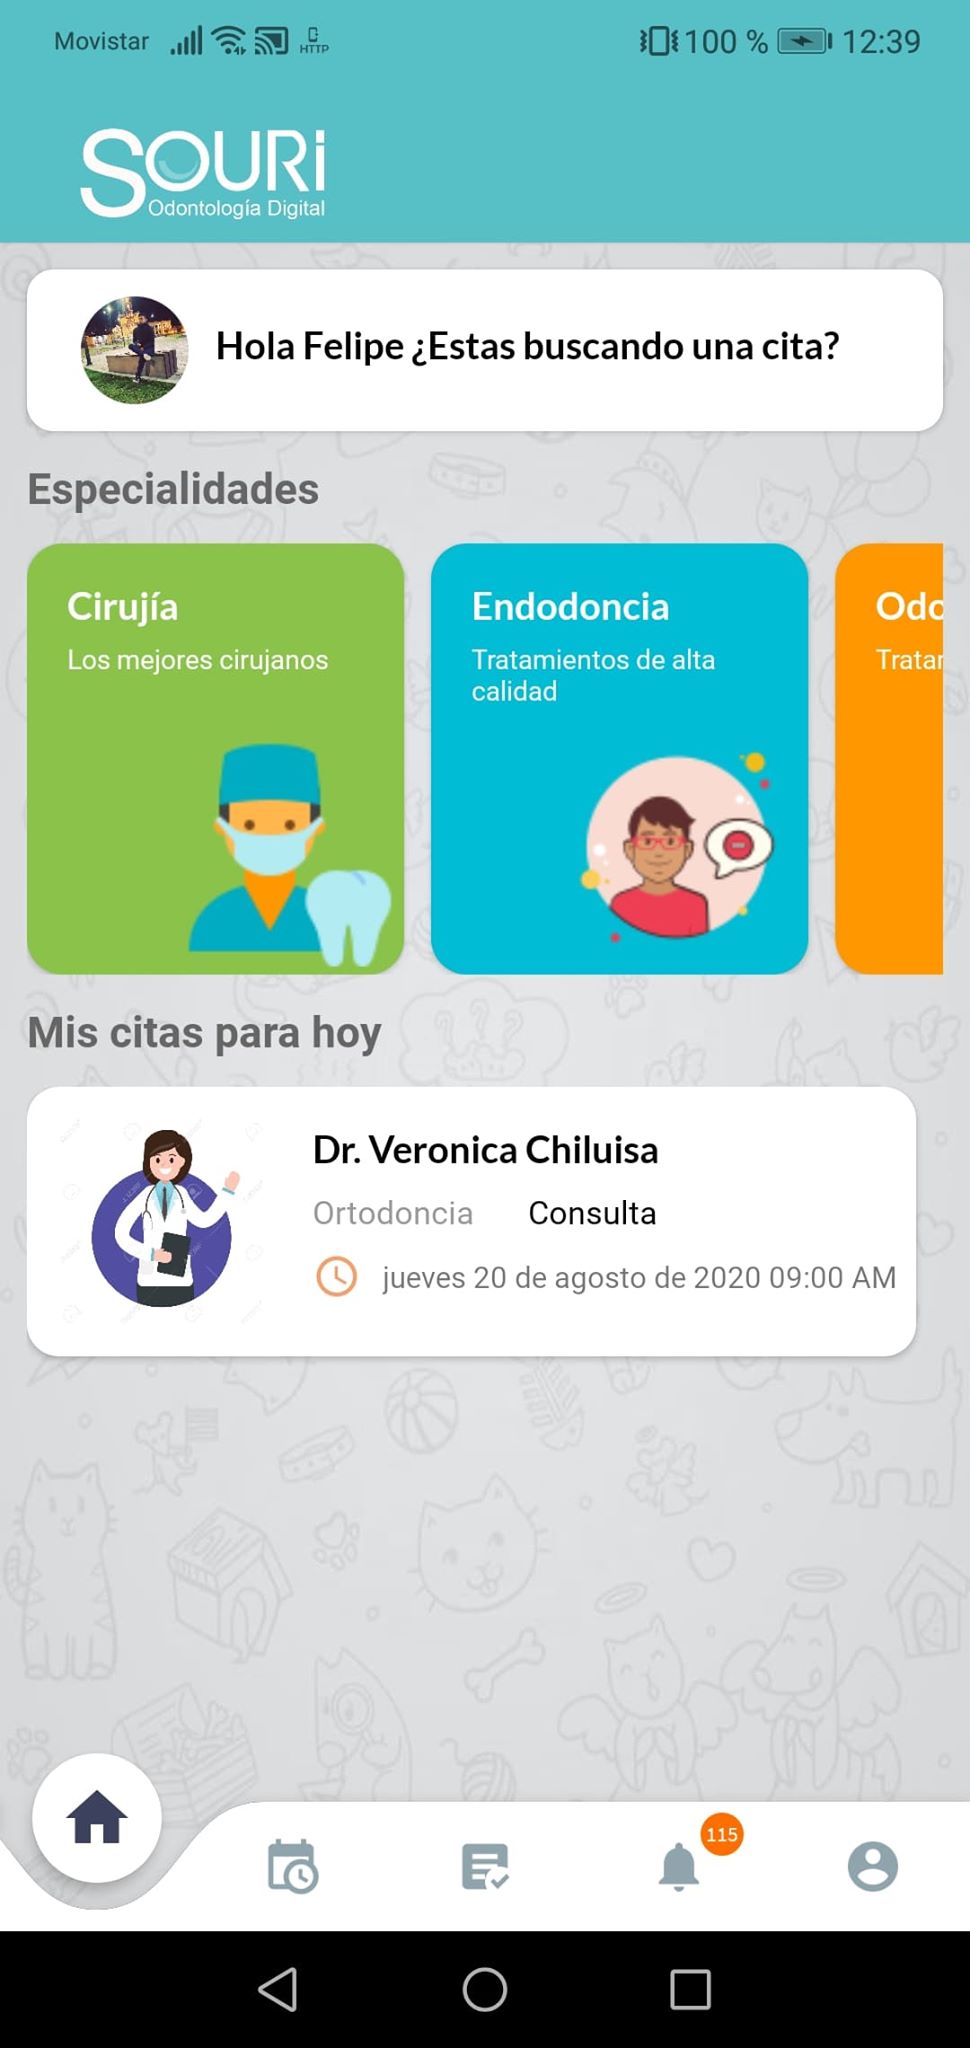 Movistar HTTP 100 % 12:39
SOURi
Odontología Digital
Hola Felipe ¿Estas buscando una cita?
Especialidades
Cirujía
Los mejores cirujanos
Endodoncia
Tratamientos de alta
calidad
Odo
Tratar
Mis citas para hoy
Dr. Veronica Chiluisa
Ortodoncia Consulta
jueves 20 de agosto de 2020 09:00 AM
115